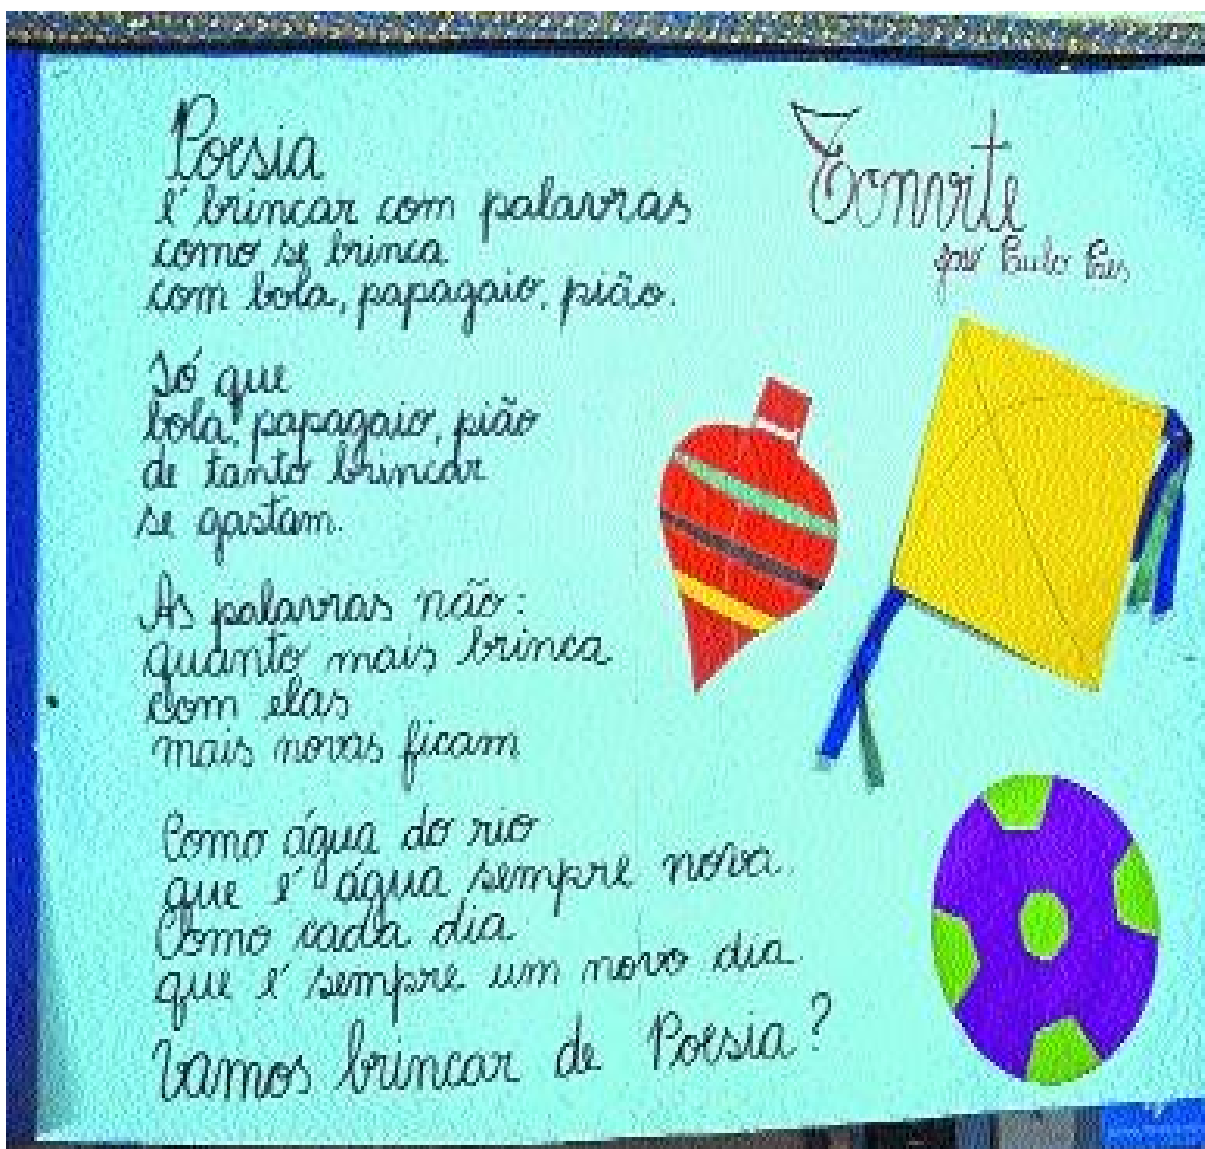 Convite
José Paulo Paes
Poesia
é brincar com palavras
como se brinca
com bola, papagaio, pião.
Só que
bola, papagaio, pião
de tanto brincar
se gastam.
As palavras não:
quanto mais brinca
com elas
mais novas ficam
Como água do rio
que é água sempre nova.
Como cada dia
que é sempre um novo dia.
Vamos brincar de Poesia?